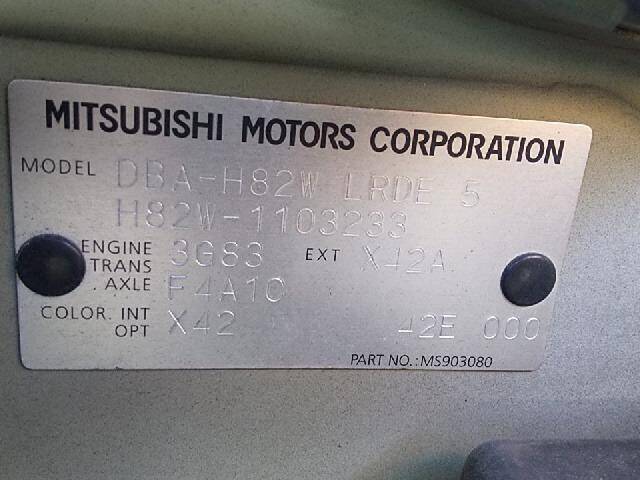 MITSUBISHI MOTORS CORPORATION
MODEL DBA-H82W LRDE 5
H82W-1103233
ENGINE 3G83 EXT X42A
TRANS
AXLE F4A10
COLOR. INT X42 42E 000
OPT
PART NO.:MS903080